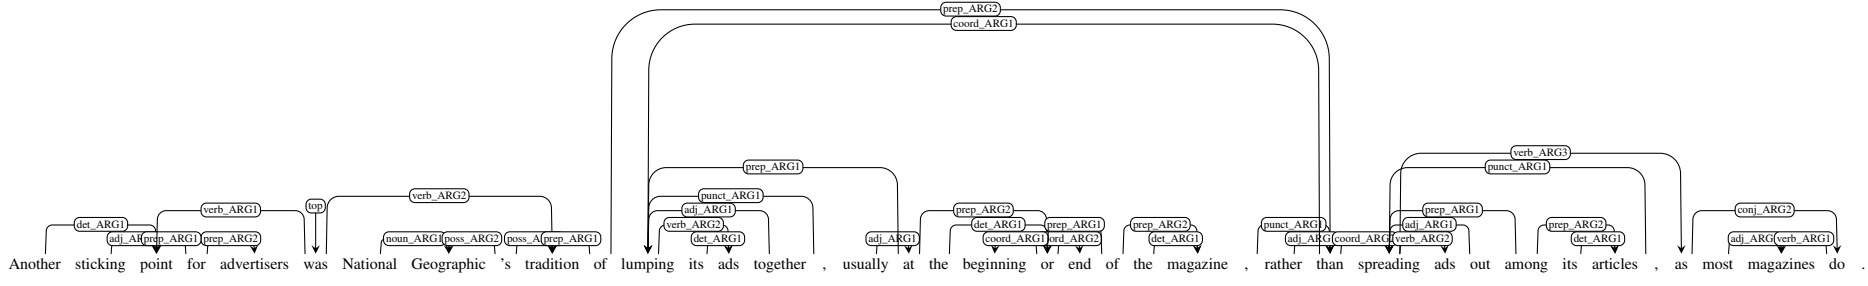 prep_ARG2
coord_ARG1
verb_ARG3
prep_ARG1 punct_ARG1
verb_ARG2 punct_ARG1
top
verb_ARG1 adj_ARG1 prep_ARG2 prep_ARG1 conj_ARG2
det_ARG1 verb_ARG2 det_ARG1 prep_ARG1 prep_ARG2 punct_ARG1 adj_ARG1 prep_ARG2
prep_ARG1 prep_ARG2 noun_ARG1 poss_ARG2 prep_ARG1 det_ARG1 adj_ARG1 coord_ARG1 det_ARG1 verb_ARG2 det_ARG1 verb_ARG1
Another sticking point for advertisers was National Geographic 's tradition of lumping its ads together , usually at the beginning or end of the magazine , rather than spreading ads out among its articles , as most magazines do .